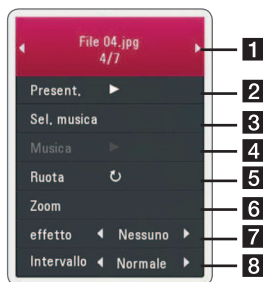 File 04.jpg
4/7
1
Present.
2
Sel. musica
3
Musica
4
Ruota
5
Zoom
6
effetto Nessuno
7
Intervallo Normale
8